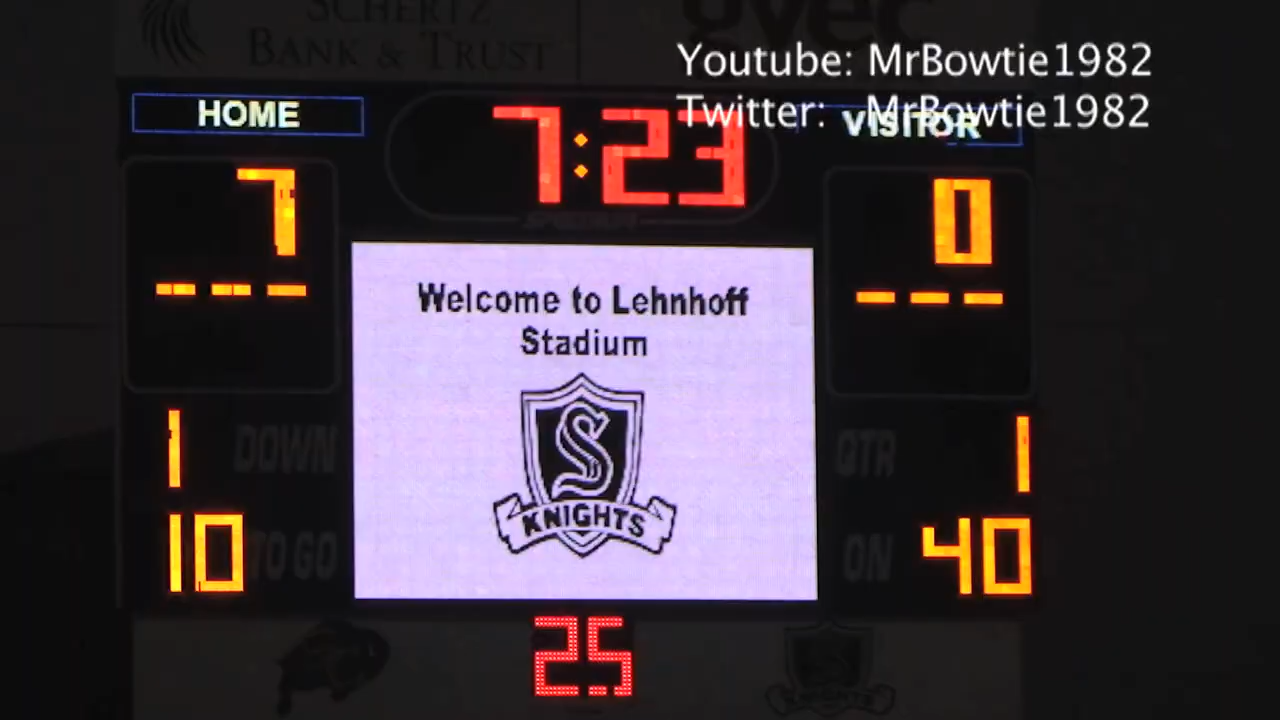 SCHERTZ
BANK & TRUST
gvec
Youtube: MrBowtie1982
Twitter: MrBowtie1982
HOME
7:23
VISITOR
7
0
Welcome to Lehnhoff
Stadium
S
KNIGHTS
1 DOWN
QTR 1
10 TO GO
ON 40
25